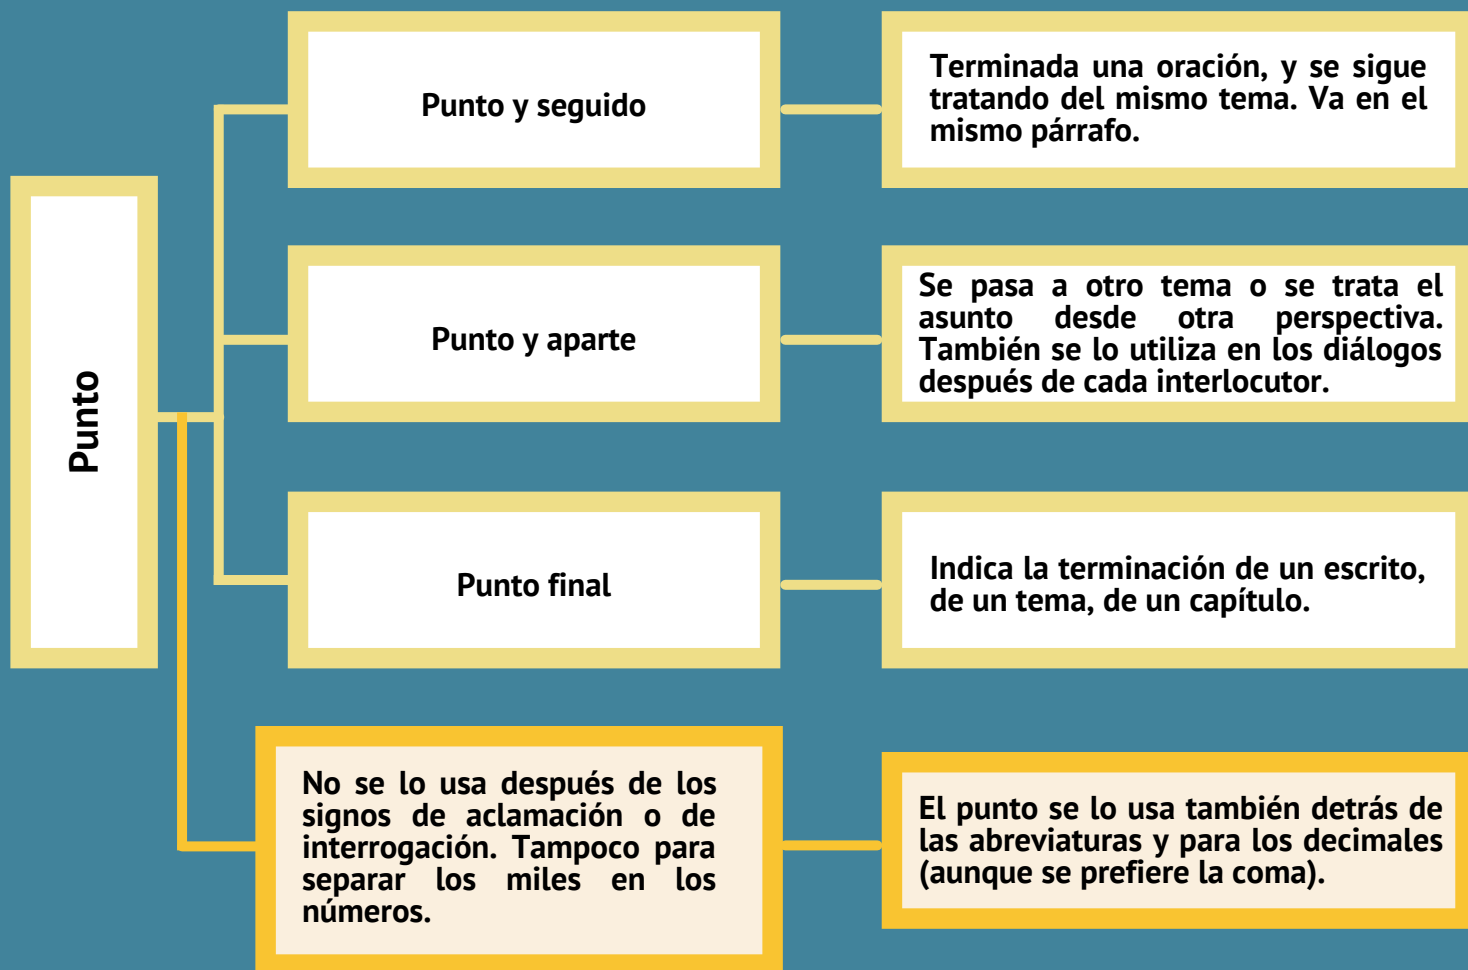 Punto
Punto y seguido
Terminada una oración, y se sigue
tratando del mismo tema. Va en el
mismo párrafo.
Punto y aparte
Se pasa a otro tema o se trata el
asunto desde otra perspectiva.
También se lo utiliza en los diálogos
después de cada interlocutor.
Punto final
Indica la terminación de un escrito,
de un tema, de un capítulo.
No se lo usa después de los
signos de aclamación o de
interrogación. Tampoco para
separar los miles en los
números.
El punto se lo usa también detrás de
las abreviaturas y para los decimales
(aunque se prefiere la coma).